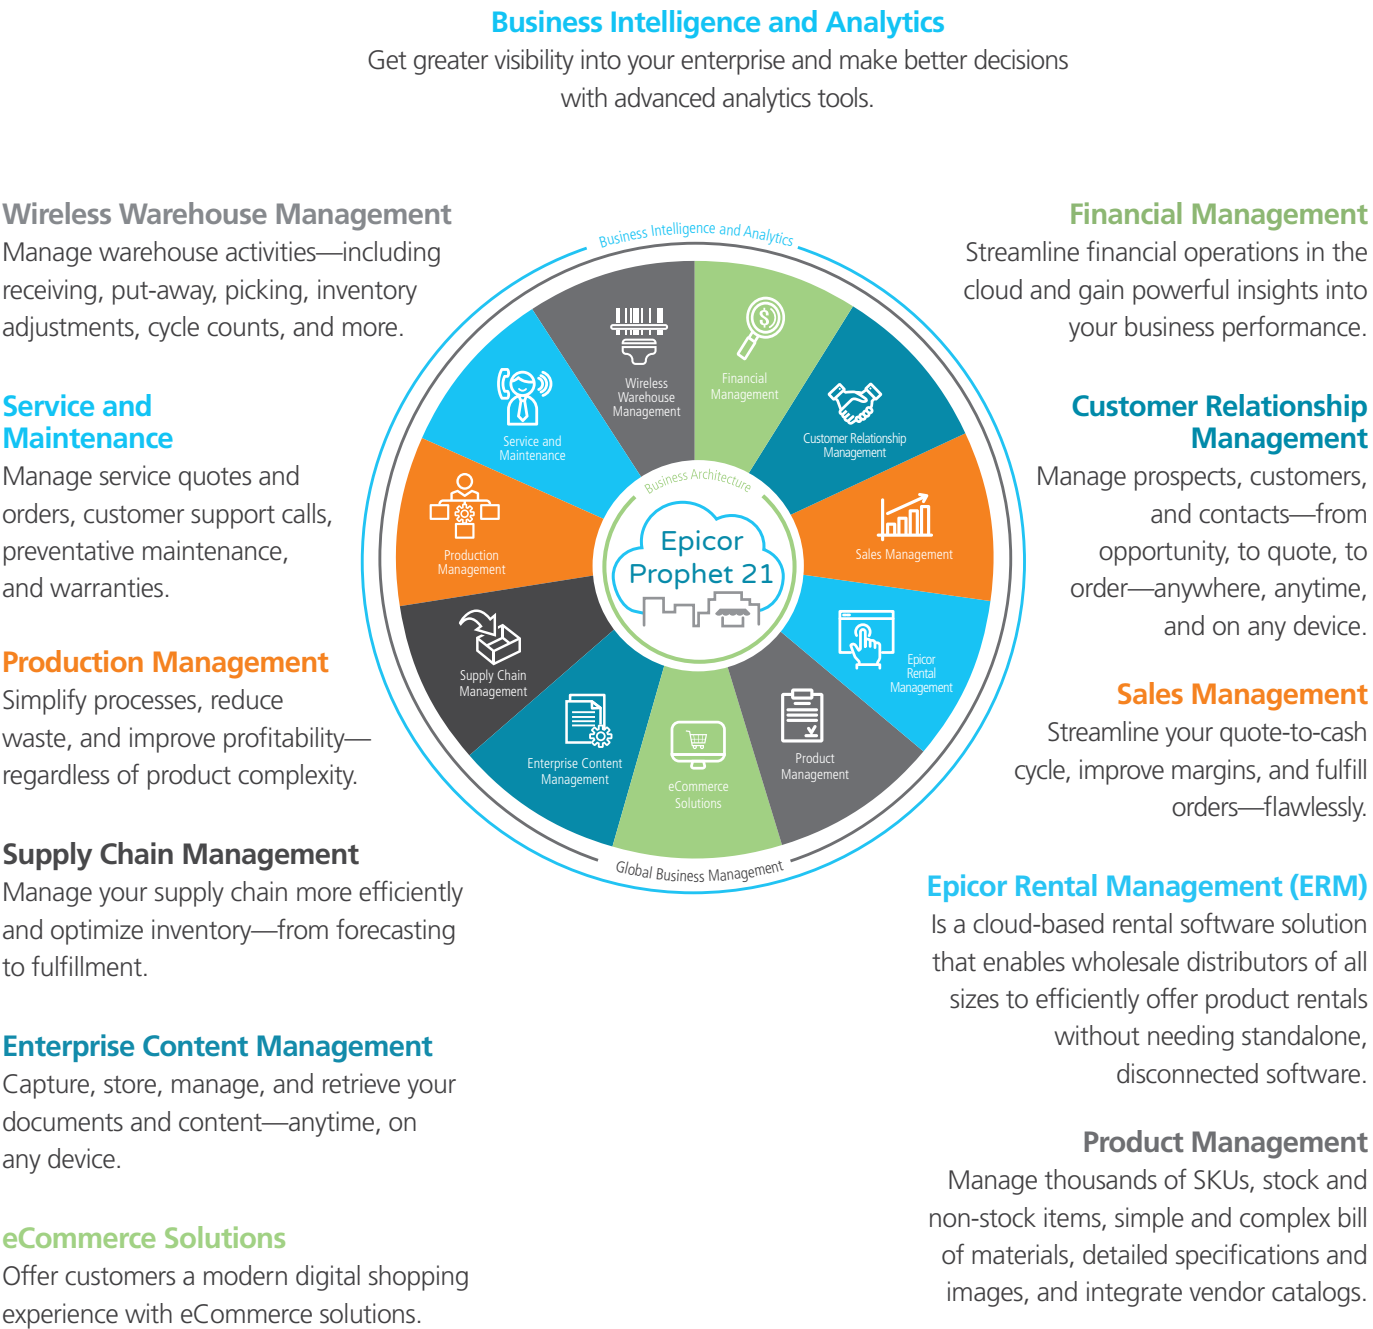 Business Intelligence and Analytics
Get greater visibility into your enterprise and make better decisions
with advanced analytics tools.
Wireless Warehouse Management
Manage warehouse activities—including
receiving, put-away, picking, inventory
adjustments, cycle counts, and more.
Service and
Maintenance
Manage service quotes and
orders, customer support calls,
preventative maintenance,
and warranties.
Production Management
Simplify processes, reduce
waste, and improve profitability—
regardless of product complexity.
Supply Chain Management
Manage your supply chain more efficiently
and optimize inventory—from forecasting
to fulfillment.
Enterprise Content Management
Capture, store, manage, and retrieve your
documents and content—anytime, on
any device.
eCommerce Solutions
Offer customers a modern digital shopping
experience with eCommerce solutions.
Business Intelligence and Analytics
Wireless
Warehouse
Management
Financial
Management
Customer Relationship
Management
Sales Management
Epicor
Rental
Management
Product
Management
eCommerce
Solutions
Enterprise Content
Management
Supply Chain
Management
Production
Management
Service and
Maintenance
Business Architecture
Epicor
Prophet 21
Global Business Management
Financial Management
Streamline financial operations in the
cloud and gain powerful insights into
your business performance.
Customer Relationship
Management
Manage prospects, customers,
and contacts—from
opportunity, to quote, to
order—anywhere, anytime,
and on any device.
Sales Management
Streamline your quote-to-cash
cycle, improve margins, and fulfill
orders—flawlessly.
Epicor Rental Management (ERM)
Is a cloud-based rental software solution
that enables wholesale distributors of all
sizes to efficiently offer product rentals
without needing standalone,
disconnected software.
Product Management
Manage thousands of SKUs, stock and
non-stock items, simple and complex bill
of materials, detailed specifications and
images, and integrate vendor catalogs.